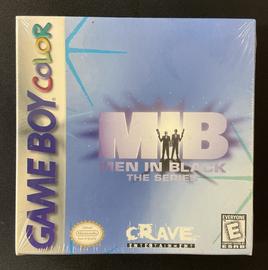 GAME BOY COLOR
MIB
MEN IN BLACK
THE SERIES
CRAVE
ENTERTAINMENT
EVERYONE
E
ESRB